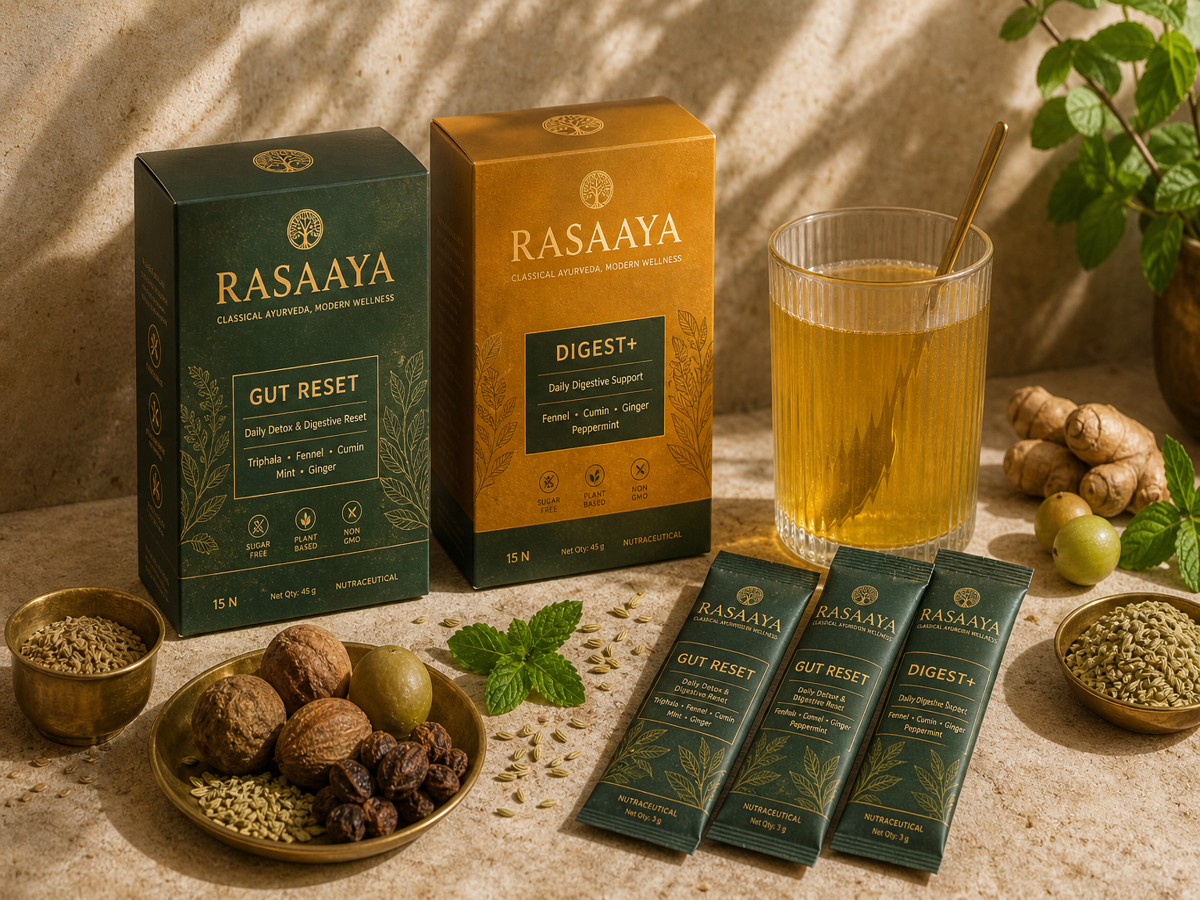 RASAAYA
CLASSICAL AYURVEDA, MODERN WELLNESS
GUT RESET
Daily Detox & Digestive Reset
Triphala • Fennel • Cumin
Mint • Ginger
SUGAR FREE
PLANT BASED
NON GMO
15 N
Net Qty: 45 g
NUTRACEUTICAL
RASAAYA
CLASSICAL AYURVEDA, MODERN WELLNESS
DIGEST+
Daily Digestive Support
Fennel • Cumin • Ginger
Peppermint
SUGAR FREE
PLANT BASED
NON GMO
15 N
Net Qty: 45 g
NUTRACEUTICAL
RASAAYA
GUT RESET
Daily Detox &
Digestive Reset
Triphala • Fennel • Cumin
Mint • Ginger
NUTRACEUTICAL
Net Qty: 3 g
RASAAYA
GUT RESET
Digestive Reset
Peppermint
NUTRACEUTICAL
Net Qty: 3 g
RASAAYA
DIGEST+
Daily Digestive Support
Fennel • Cumin • Ginger
Peppermint
NUTRACEUTICAL
Net Qty: 3 g